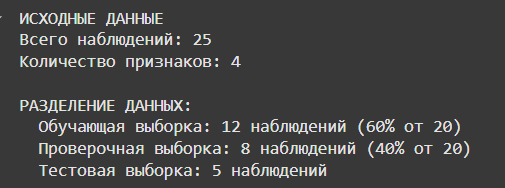 ИСХОДНЫЕ ДАННЫЕ
Всего наблюдений: 25
Количество признаков: 4
РАЗДЕЛЕНИЕ ДАННЫХ:
Обучающая выборка: 12 наблюдений (60% от 20)
Проверочная выборка: 8 наблюдений (40% от 20)
Тестовая выборка: 5 наблюдений